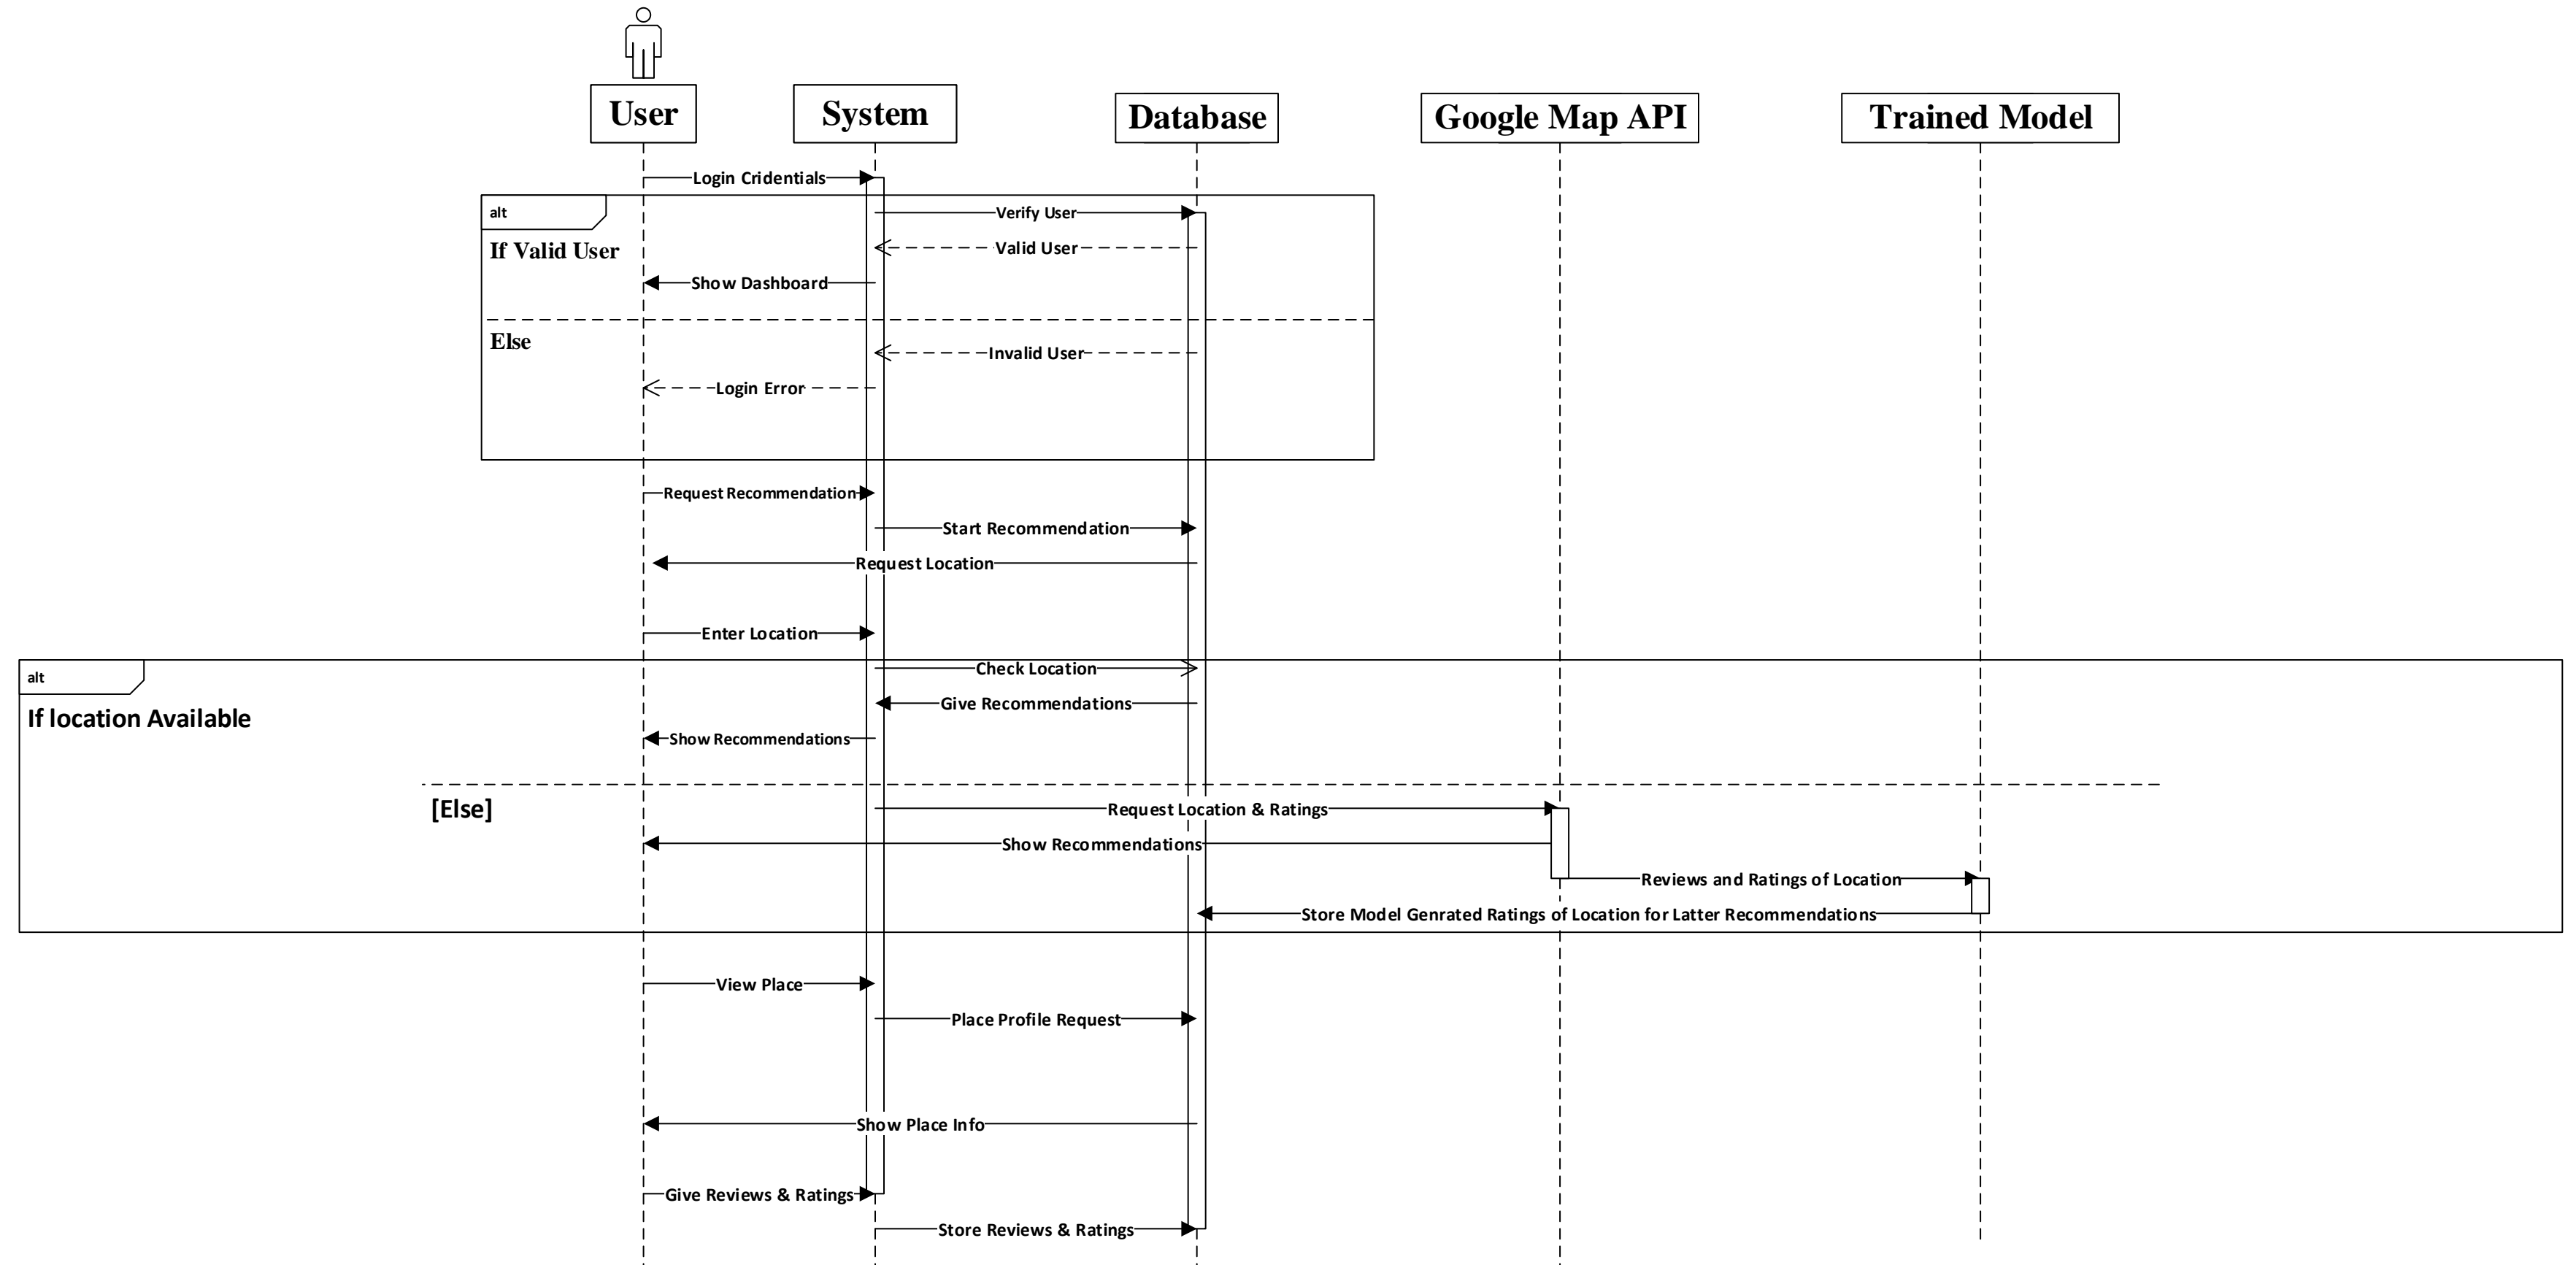 User
System
Database
Google Map API
Trained Model
Login Cridentials
alt
Verify User
If Valid User
Valid User
Show Dashboard
Else
Invalid User
Login Error
Request Recommendation
Start Recommendation
Request Location
Enter Location
alt
Check Location
Give Recommendations
If location Available
Show Recommendations
[Else]
Request Location & Ratings
Show Recommendations
Reviews and Ratings of Location
Store Model Genrated Ratings of Location for Latter Recommendations
View Place
Place Profile Request
Show Place Info
Give Reviews & Ratings
Store Reviews & Ratings